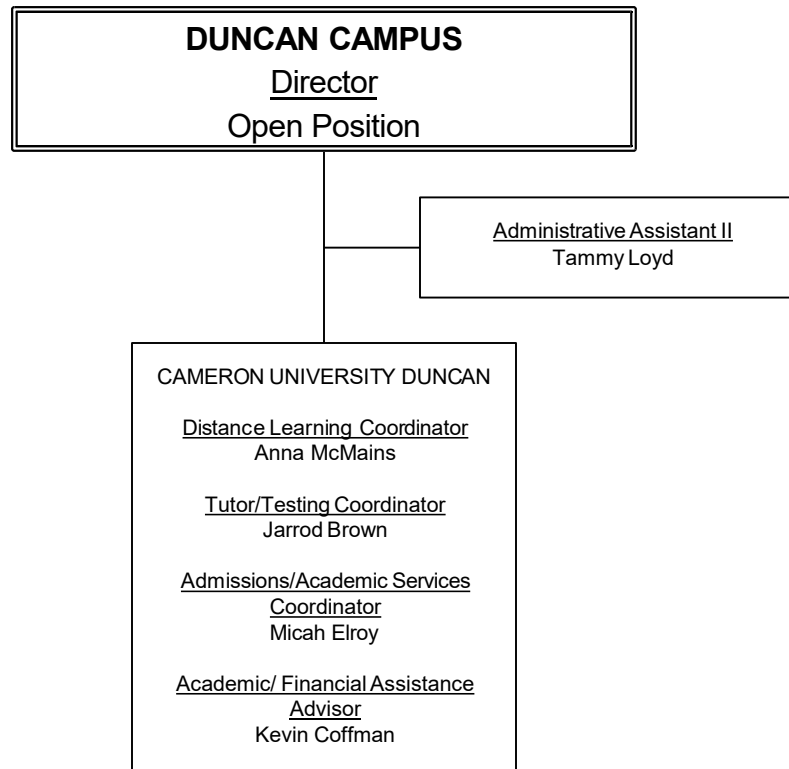 DUNCAN CAMPUS
Director
Open Position
Administrative Assistant II
Tammy Loyd
CAMERON UNIVERSITY DUNCAN
Distance Learning Coordinator
Anna McMains
Tutor/Testing Coordinator
Jarrod Brown
Admissions/Academic Services
Coordinator
Micah Elroy
Academic/ Financial Assistance
Advisor
Kevin Coffman